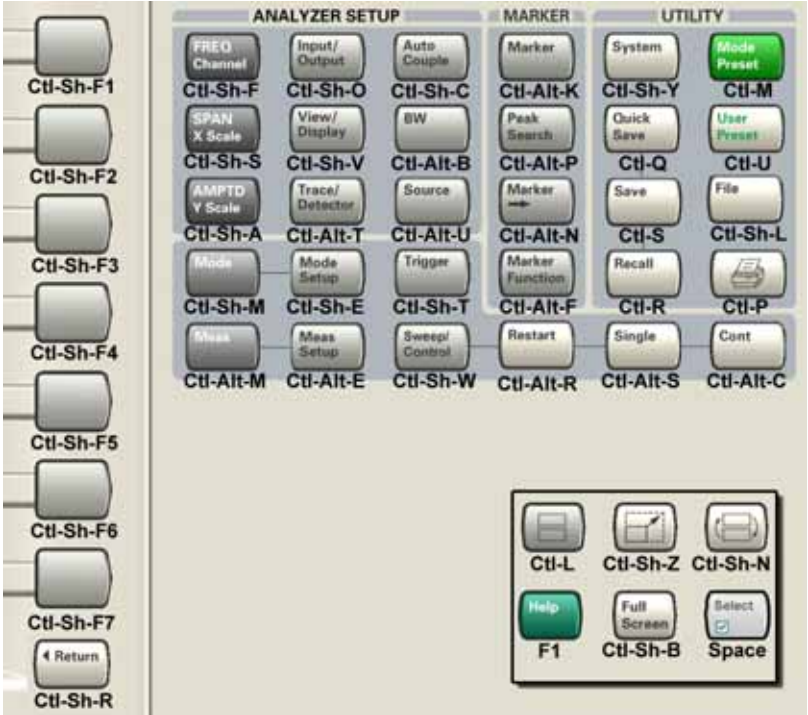 ANALYZER SETUP MARKER UTILITY
FREQ Channel
Input/ Output
Auto Couple
Marker
System
Mode Preset
Ctl-Sh-F1
Ctl-Sh-F Ctl-Sh-O Ctl-Sh-C Ctl-Alt-K Ctl-Sh-Y Ctl-M
SPAN X Scale
View/ Display
BW
Peak Search
Quick Save
User Preset
Ctl-Sh-F2
Ctl-Sh-S Ctl-Sh-V Ctl-Alt-B Ctl-Alt-P Ctl-Q Ctl-U
AMPTD Y Scale
Trace/ Detector
Source
Marker
Save
File
Ctl-Sh-F3
Ctl-Sh-A Ctl-Alt-T Ctl-Alt-U Ctl-Alt-N Ctl-S Ctl-Sh-L
Mode
Mode Setup
Trigger
Marker Function
Recall
Ctl-Sh-M Ctl-Sh-E Ctl-Sh-T Ctl-Alt-F Ctl-R Ctl-P
Ctl-Sh-F4
Meas
Meas Setup
Sweep/ Control
Restart
Single
Cont
Ctl-Alt-M Ctl-Alt-E Ctl-Sh-W Ctl-Alt-R Ctl-Alt-S Ctl-Alt-C
Ctl-Sh-F5
Ctl-Sh-F6
Ctl-L Ctl-Sh-Z Ctl-Sh-N
Ctl-Sh-F7
Help
Full Screen
Select
F1 Ctl-Sh-B Space
Return
Ctl-Sh-R